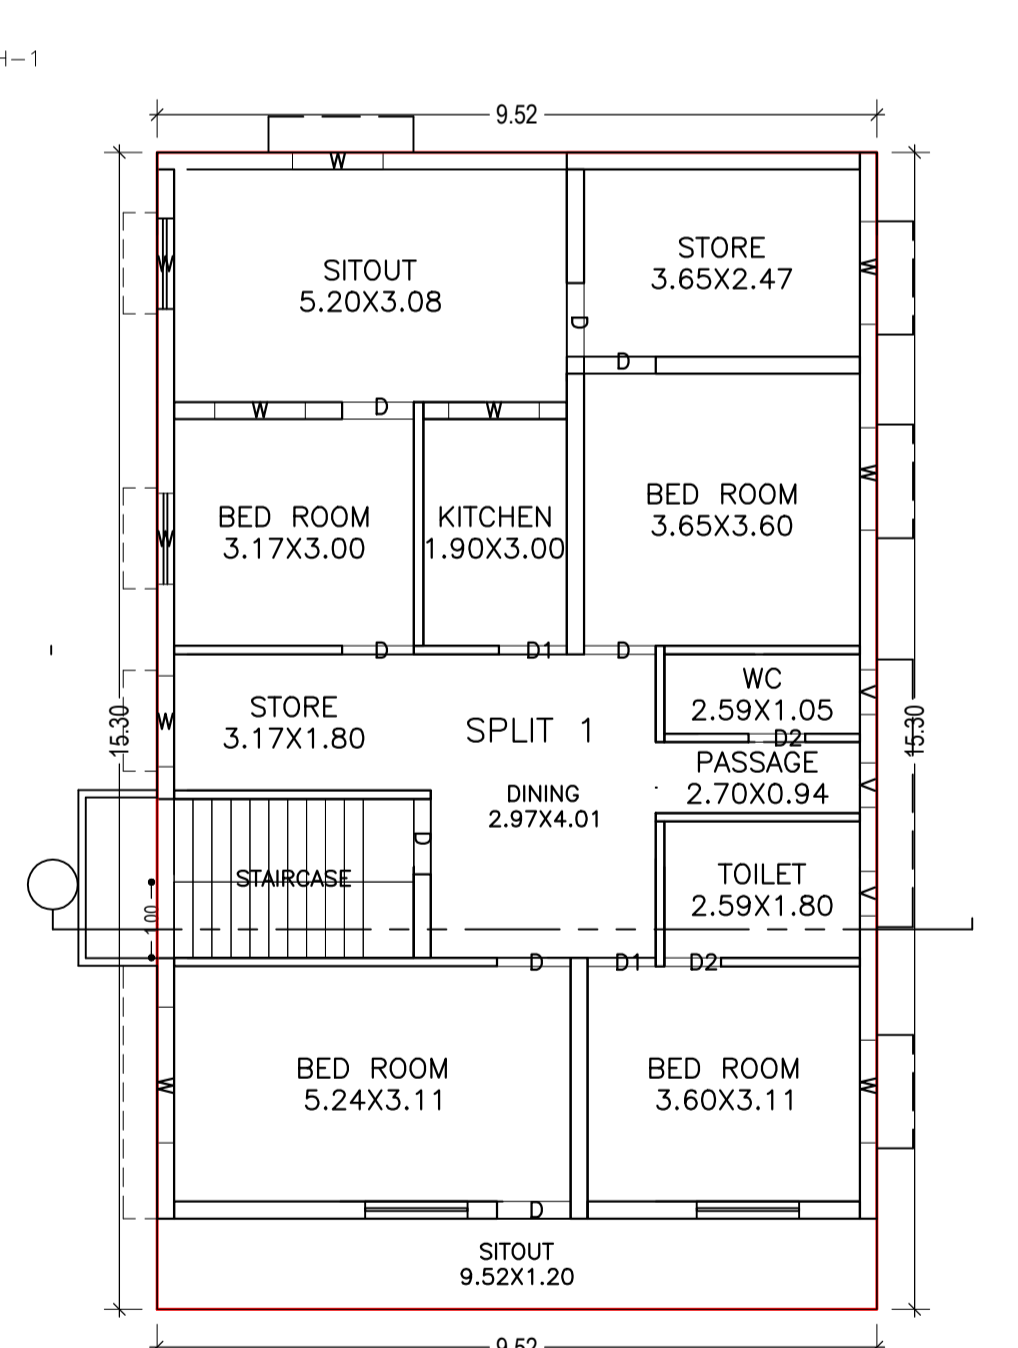 H-1
9.52
W
SITOUT
5.20X3.08
STORE
3.65X2.47
W
W
D
D
W
D
W
BED ROOM
3.65X3.60
W
BED ROOM
3.17X3.00
KITCHEN
1.90X3.00
W
D
D1
D
WC
2.59X1.05
V
STORE
3.17X1.80
W
SPLIT 1
15.30
15.30
D2
PASSAGE
2.70X0.94
V
DINING
2.97X4.01
D
STAIRCASE
TOILET
2.59X1.80
V
1.00
D
D1
D2
BED ROOM
5.24X3.11
BED ROOM
3.60X3.11
W
W
D
SITOUT
9.52X1.20
9.52